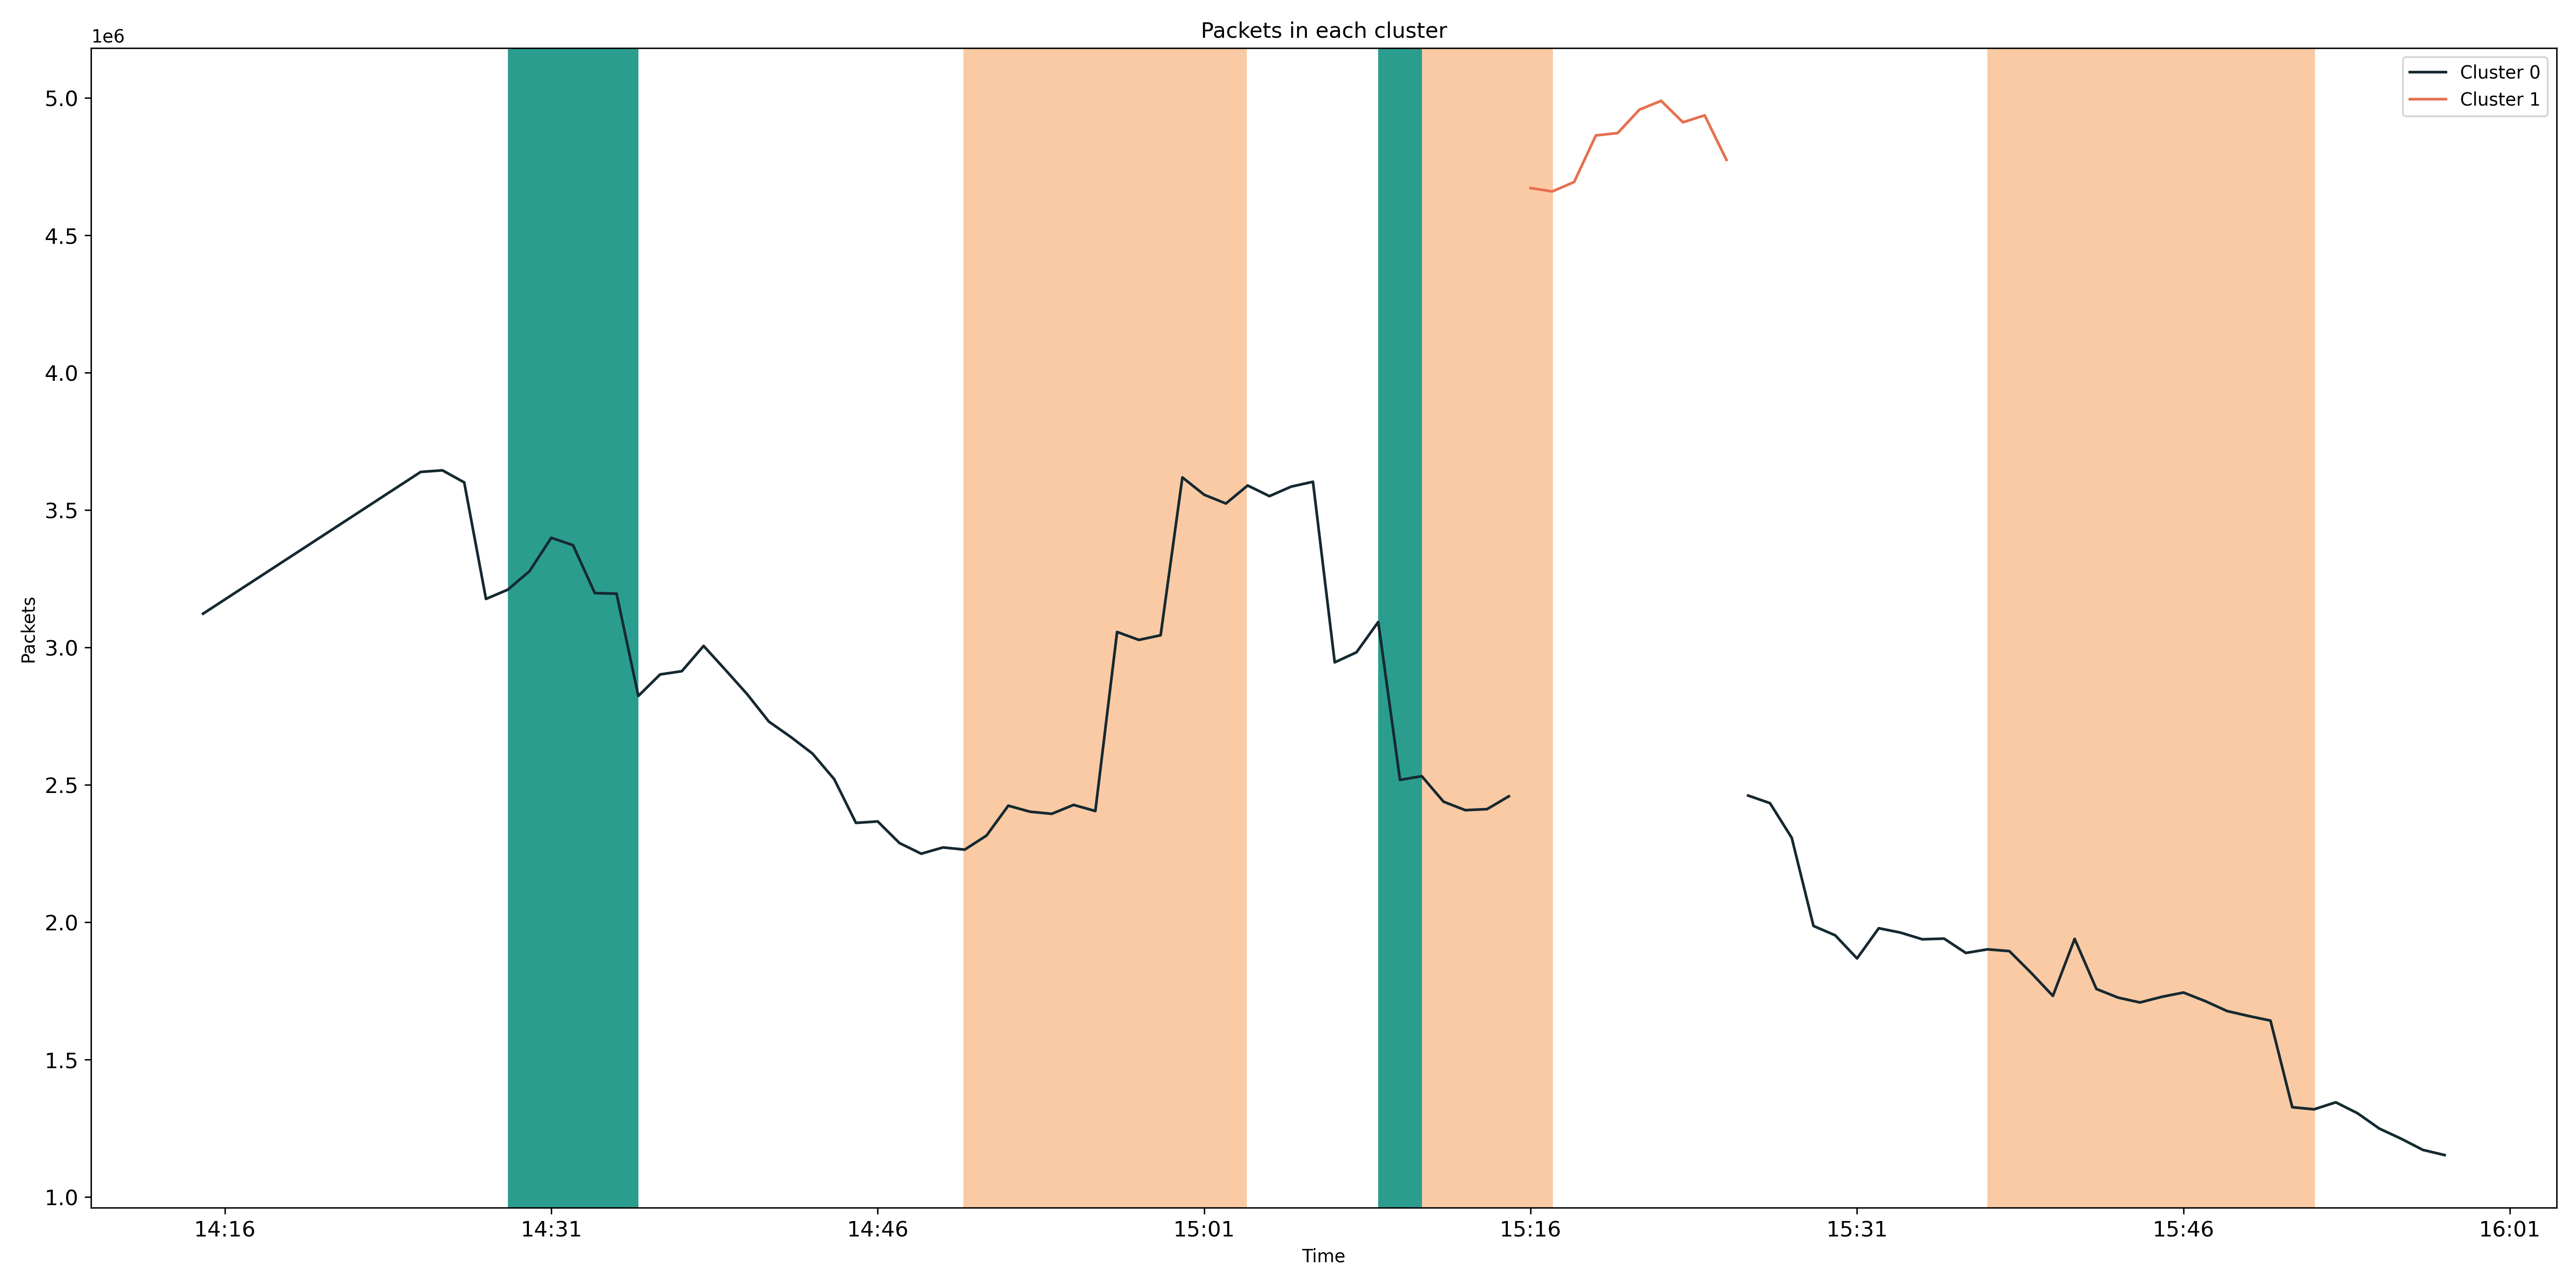 Packets in each cluster
1e6
Cluster 0
Cluster 1
5.0
4.5
4.0
3.5
3.0
2.5
2.0
1.5
1.0
Packets
14:16 14:31 14:46 15:01 15:16 15:31 15:46 16:01
Time